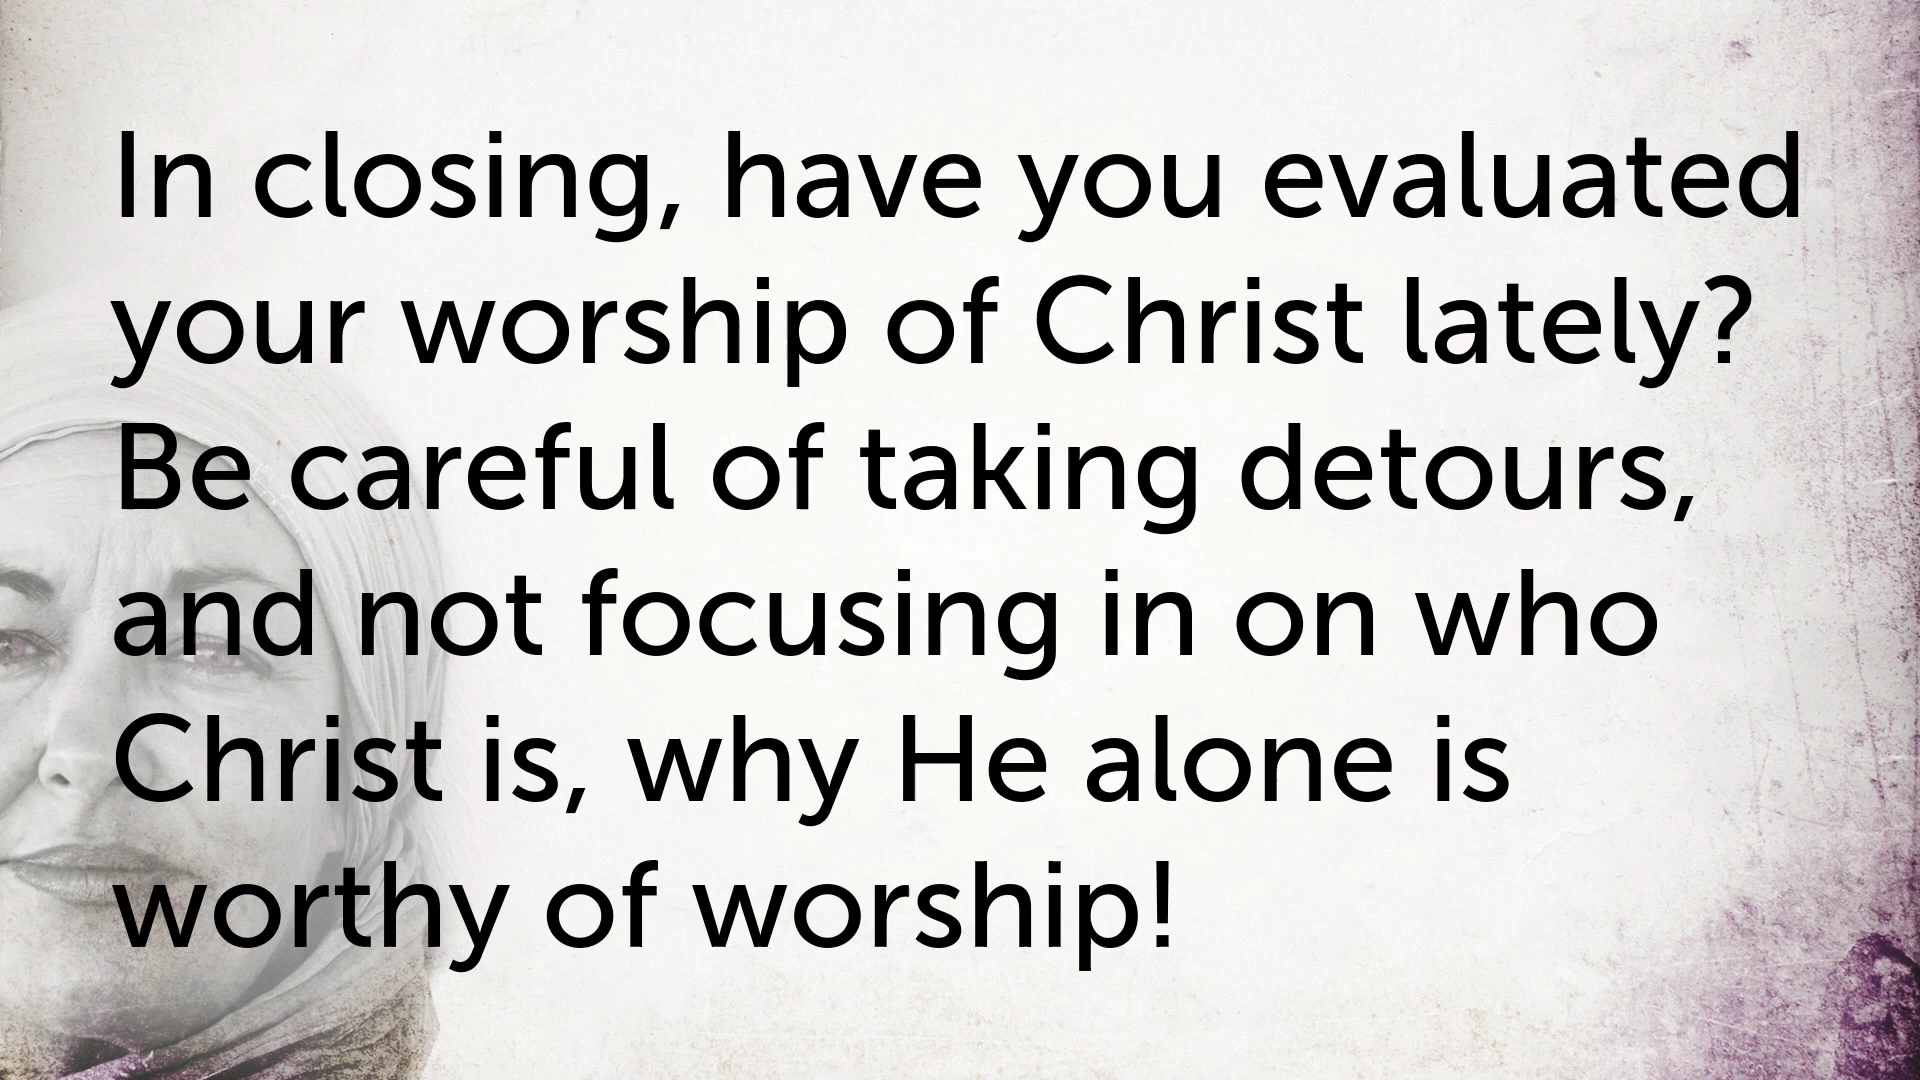 In closing, have you evaluated
your worship of Christ lately?
Be careful of taking detours,
and not focusing in on who
Christ is, why He alone is
worthy of worship!